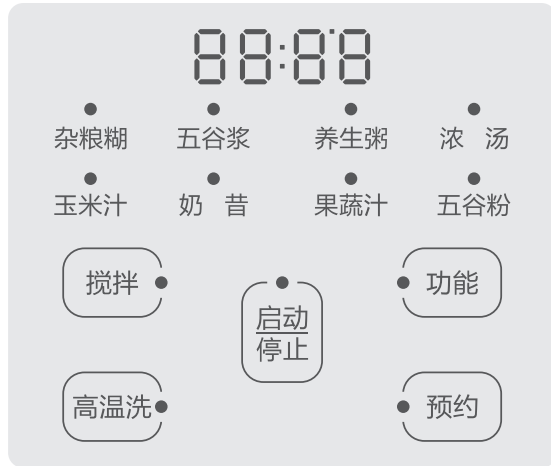 88:88
杂粮糊 五谷浆 养生粥 浓 汤
玉米汁 奶 昔 果蔬汁 五谷粉
搅拌 功能
启动
停止
高温洗 预约